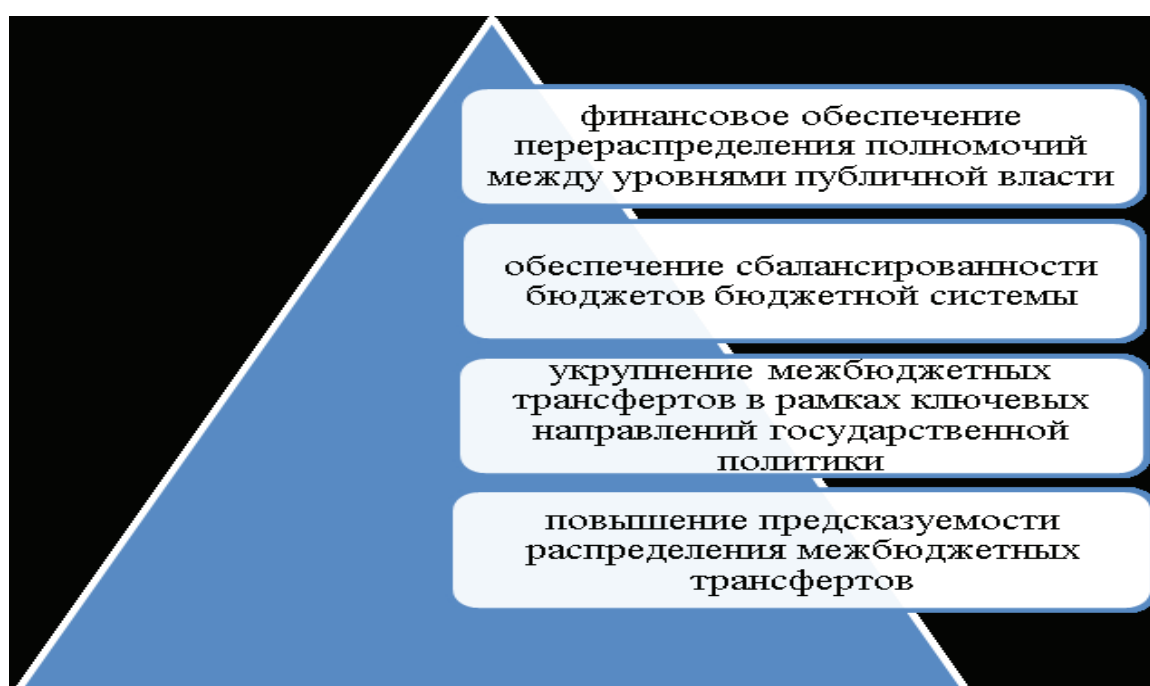 финансовое обеспечение
перераспределения полномочий
между уровнями публичной власти
обеспечение сбалансированности
бюджетов бюджетной системы
укрупнение межбюджетных
трансфертов в рамках ключевых
направлений государственной
политики
повышение предсказуемости
распределения межбюджетных
трансфертов